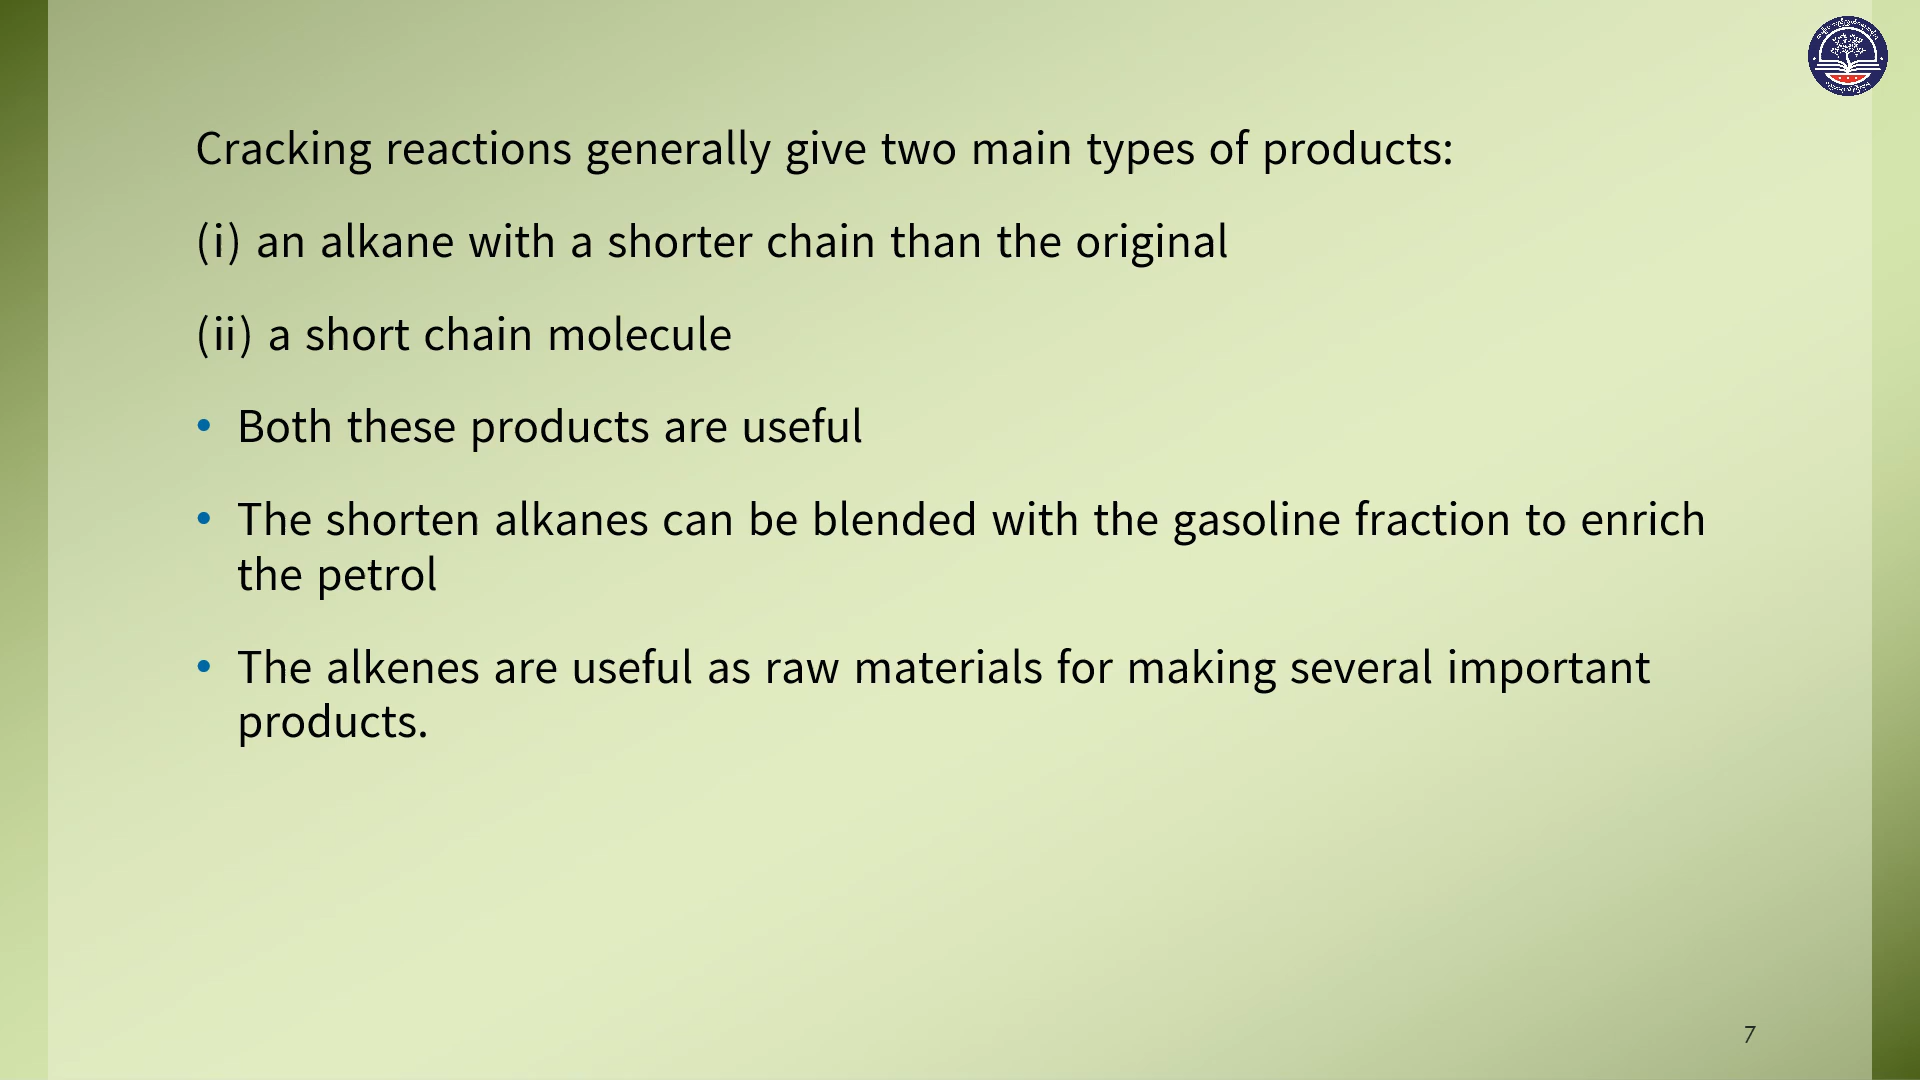 Cracking reactions generally give two main types of products:
(i) an alkane with a shorter chain than the original
(ii) a short chain molecule
• Both these products are useful
• The shorten alkanes can be blended with the gasoline fraction to enrich
the petrol
• The alkenes are useful as raw materials for making several important
products.
7